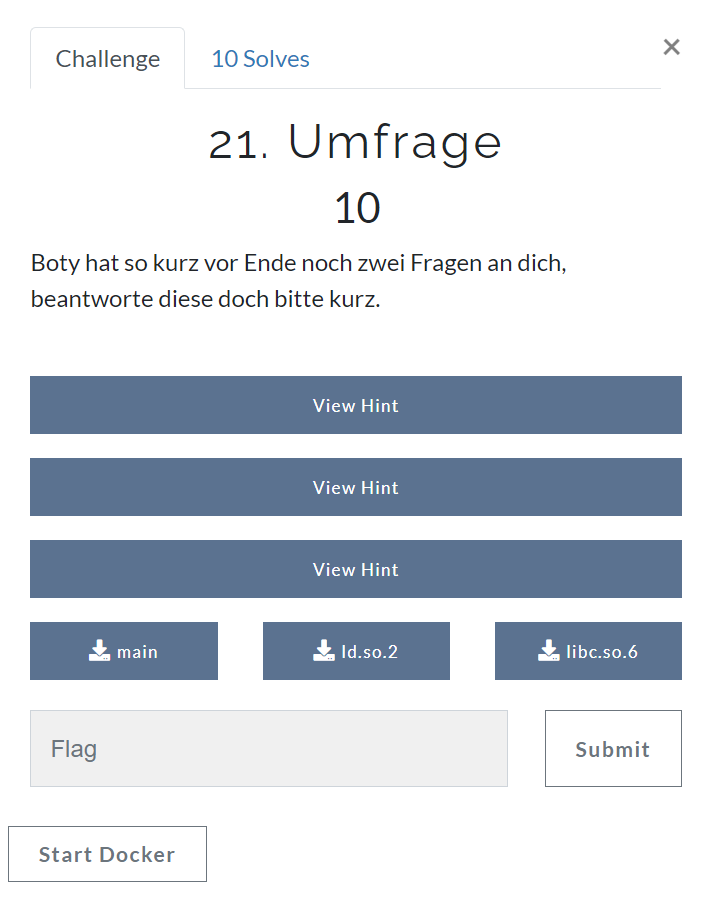 Challenge
10 Solves
×
21. Umfrage
10
Boty hat so kurz vor Ende noch zwei Fragen an dich,
beantworte diese doch bitte kurz.
View Hint
View Hint
View Hint
main
ld.so.2
libc.so.6
Flag
Submit
Start Docker